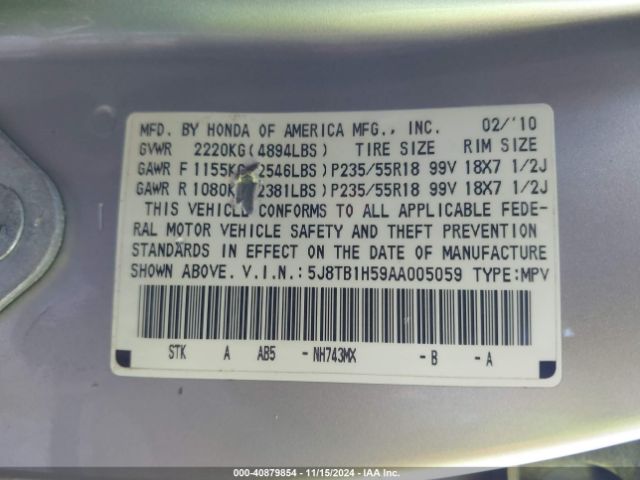 MFD. BY HONDA OF AMERICA MFG., INC. 02/'10
GVWR 2220KG(4894LBS) TIRE SIZE RIM SIZE
GAWR F 1155KG 2546LBS)P235/55R18 99V 18X7 1/2J
GAWR R 1080K 2381LBS)P235/55R18 99V 18X7 1/2J
THIS VEHICLE CONFORMS TO ALL APPLICABLE FEDE-
RAL MOTOR VEHICLE SAFETY AND THEFT PREVENTION
STANDARDS IN EFFECT ON THE DATE OF MANUFACTURE
SHOWN ABOVE. V.I.N.:5J8TB1H59AA005059 TYPE:MPV
STK A AB5 -NH743MX -B -A
000-40879854 | 11/15/2024 | IAA Inc.